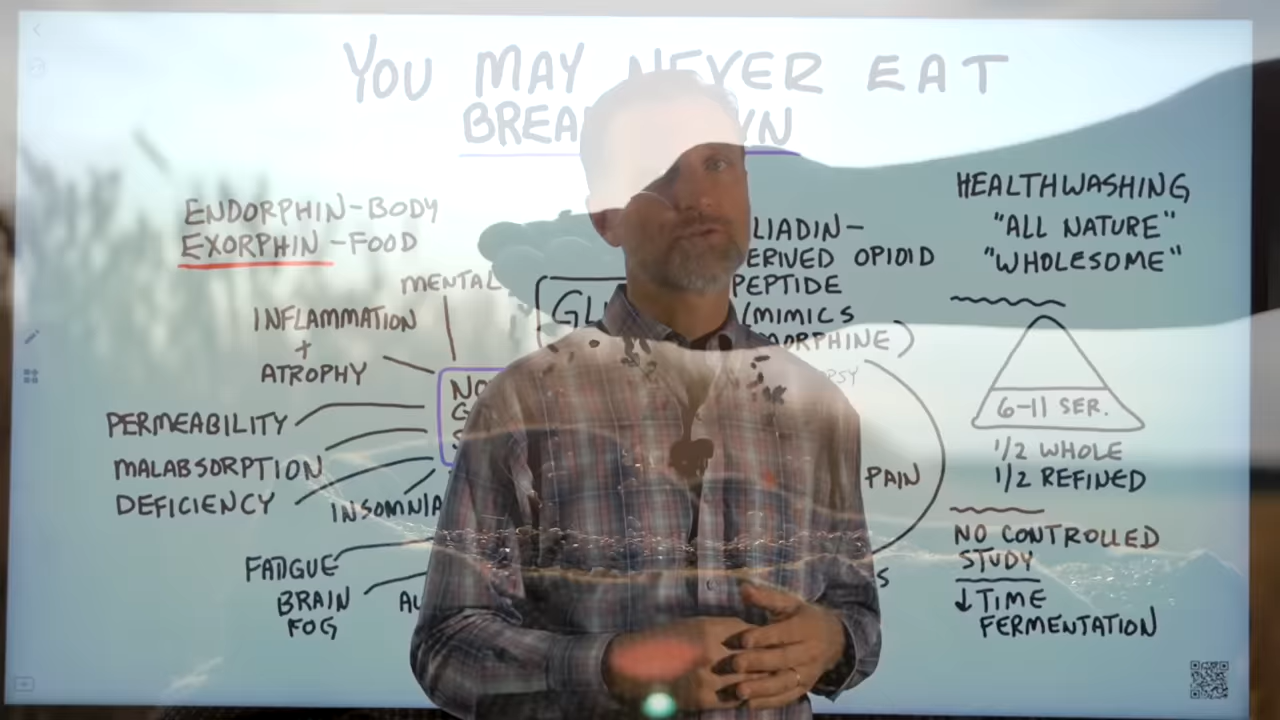 YOU MAY NEVER EAT
ENDORPHIN-BODY
EXORPHIN-FOOD
MENTAL
INFLAMMATION
+
ATROPHY
PERMEABILITY
MALABSORPTION
DEFICIENCY
INSOMNIA
FATIGUE
BRAIN
FOG
LIADIN-
ERIVED OPIOID
PEPTIDE
(MIMICS
ORPHINE)
PAIN
HEALTHWASHING
"ALL NATURE"
"WHOLESOME"
6-11 SER.
1/2 WHOLE
1/2 REFINED
NO CONTROLLED
STUDY
↓TIME
FERMENTATION